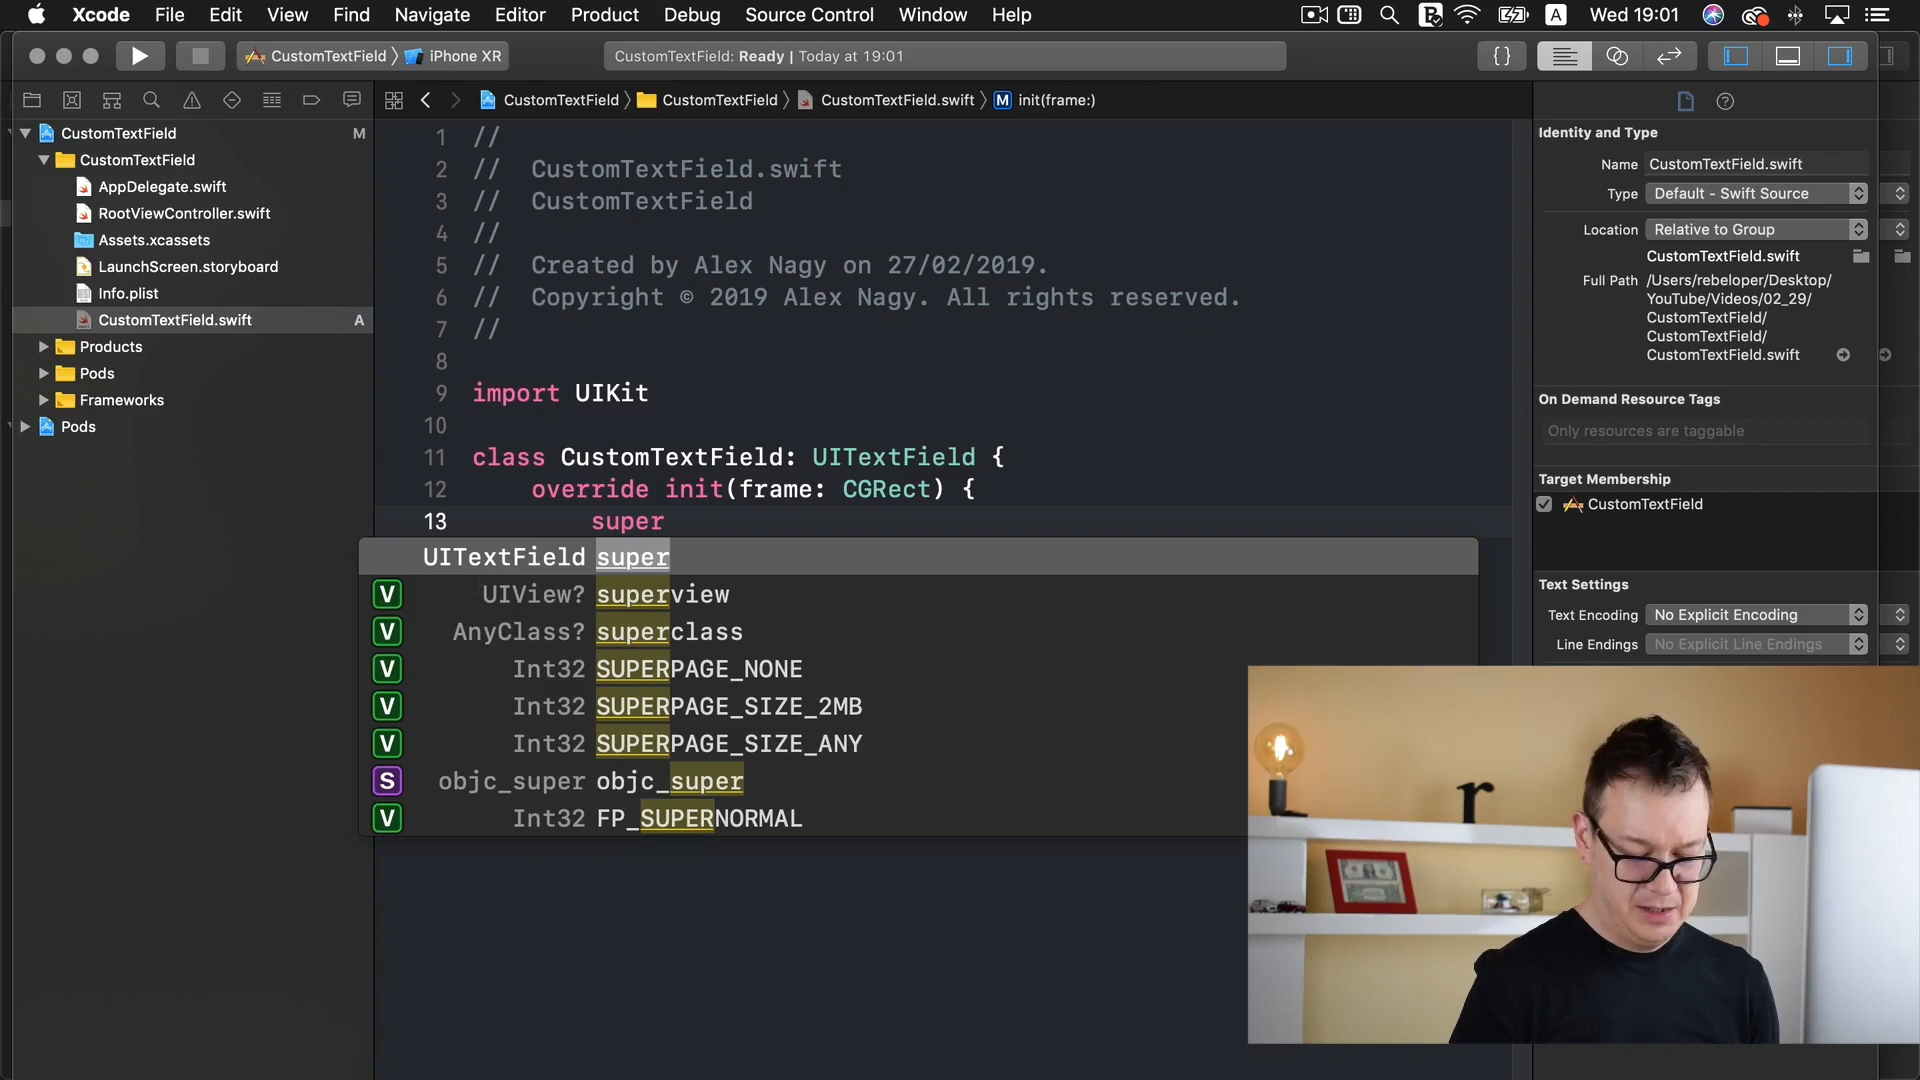 Xcode File Edit View Find Navigate Editor Product Debug Source Control Window Help A Wed 19:01
CustomTextField iPhone XR
CustomTextField: Ready | Today at 19:01
{}
CustomTextField CustomTextField CustomTextField.swift M init(frame:)
CustomTextField M
CustomTextField
AppDelegate.swift
RootViewController.swift
Assets.xcassets
LaunchScreen.storyboard
Info.plist
CustomTextField.swift A
Products
Pods
Frameworks
Pods
1 //
2 // CustomTextField.swift
3 // CustomTextField
4 //
5 // Created by Alex Nagy on 27/02/2019.
6 // Copyright © 2019 Alex Nagy. All rights reserved.
7 //
8
9 import UIKit
10
11 class CustomTextField: UITextField {
12 override init(frame: CGRect) {
13 super
UITextField super
V UIView? superview
V AnyClass? superclass
V Int32 SUPERPAGE_NONE
V Int32 SUPERPAGE_SIZE_2MB
V Int32 SUPERPAGE_SIZE_ANY
S objc_super objc_super
V Int32 FP_SUPERNORMAL
Identity and Type
Name CustomTextField.swift
Type Default - Swift Source
Location Relative to Group
CustomTextField.swift
Full Path /Users/rebeloper/Desktop/
YouTube/Videos/02_29/
CustomTextField/
CustomTextField/
CustomTextField.swift
On Demand Resource Tags
Only resources are taggable
Target Membership
CustomTextField
Text Settings
Text Encoding No Explicit Encoding
Line Endings No Explicit Line Endings
r